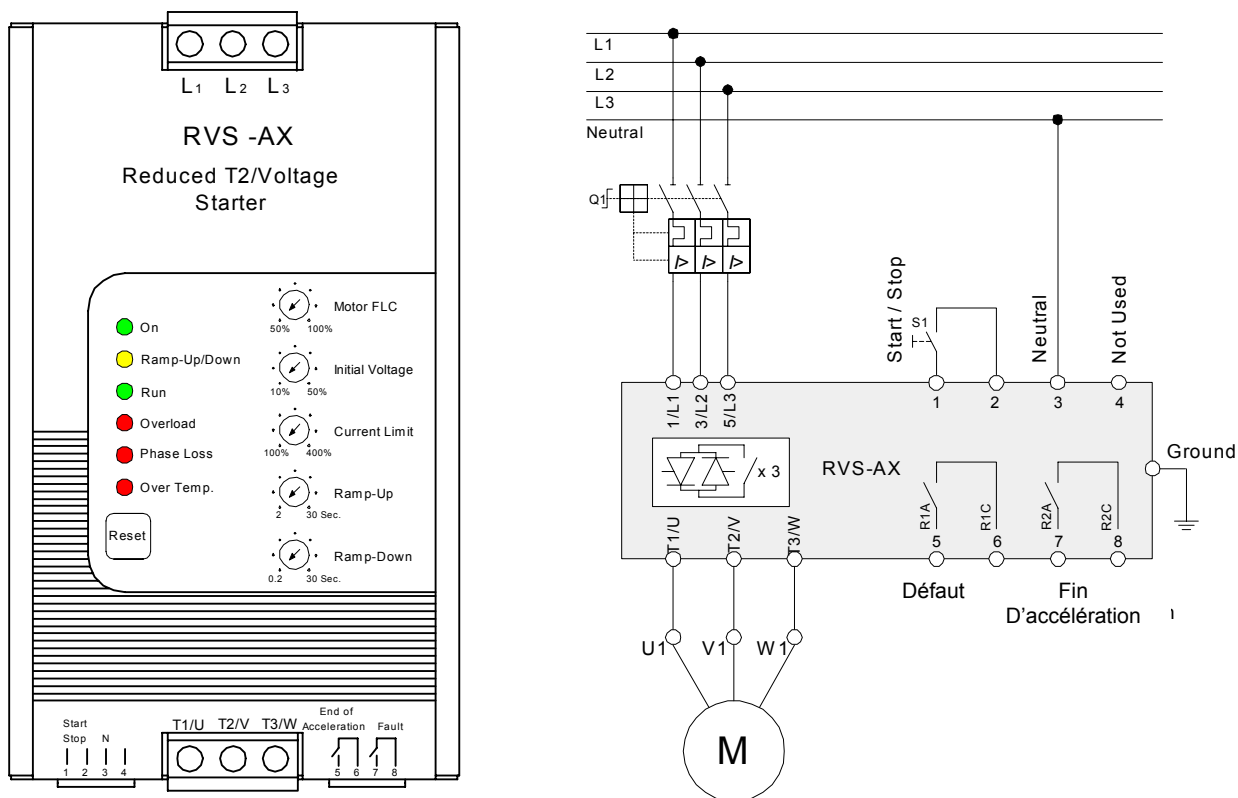 L1 L2 L3
RVS -AX
Reduced T2/Voltage
Starter
On
Ramp-Up/Down
Run
Overload
Phase Loss
Over Temp.
Reset
Motor FLC
50% 100%
Initial Voltage
10% 50%
Current Limit
100% 400%
Ramp-Up
2 30 Sec.
Ramp-Down
0.2 30 Sec.
Start
Stop N
1 2 3 4
T1/U T2/V T3/W
End of
Acceleration Fault
5 6 7 8
L1
L2
L3
Neutral
Q1
I> I> I>
Start / Stop
S1
Neutral
Not Used
1/L1 3/L2 5/L3
1 2 3 4
x 3
RVS-AX
Ground
R1A R1C R2A R2C
T1/U T2/V T3/W
5 6 7 8
Défaut
Fin
D'accélération
U1 V1 W1
M